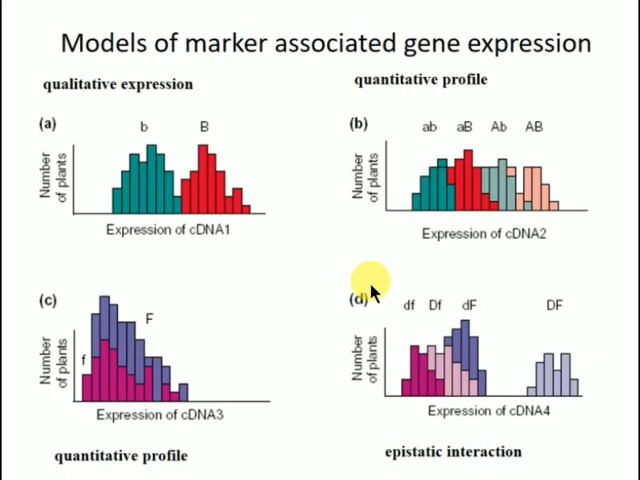 Models of marker associated gene expression
qualitative expression
quantitative profile
(a)
b
B
Number
of plants
Expression of cDNA1
(b)
ab
aB
Ab
AB
Number
of plants
Expression of cDNA2
(c)
f
F
Number
of plants
Expression of cDNA3
quantitative profile
(d)
df
Df
dF
DF
Number
of plants
Expression of cDNA4
epistatic interaction